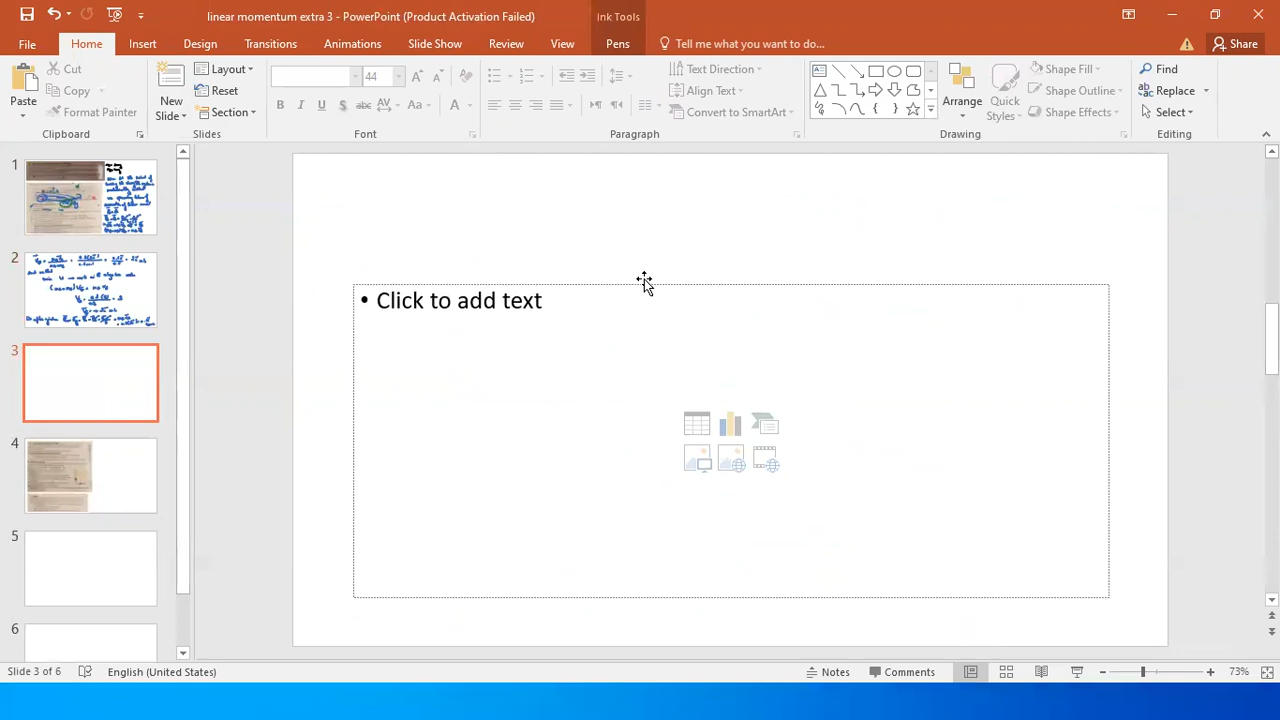 linear momentum extra 3 - PowerPoint (Product Activation Failed)
Ink Tools
File
Home
Insert
Design
Transitions
Animations
Slide Show
Review
View
Pens
Tell me what you want to do...
Share
Paste
Cut
Copy
Format Painter
Clipboard
New
Slide
Layout
Reset
Section
Slides
44
B I U S abc AV Aa A
Font
Text Direction
Align Text
Convert to SmartArt
Paragraph
Arrange
Quick
Styles
Shape Fill
Shape Outline
Shape Effects
Drawing
Find
Replace
Select
Editing
1
2
3
4
5
6
• Click to add text
Slide 3 of 6
English (United States)
Notes
Comments
73%